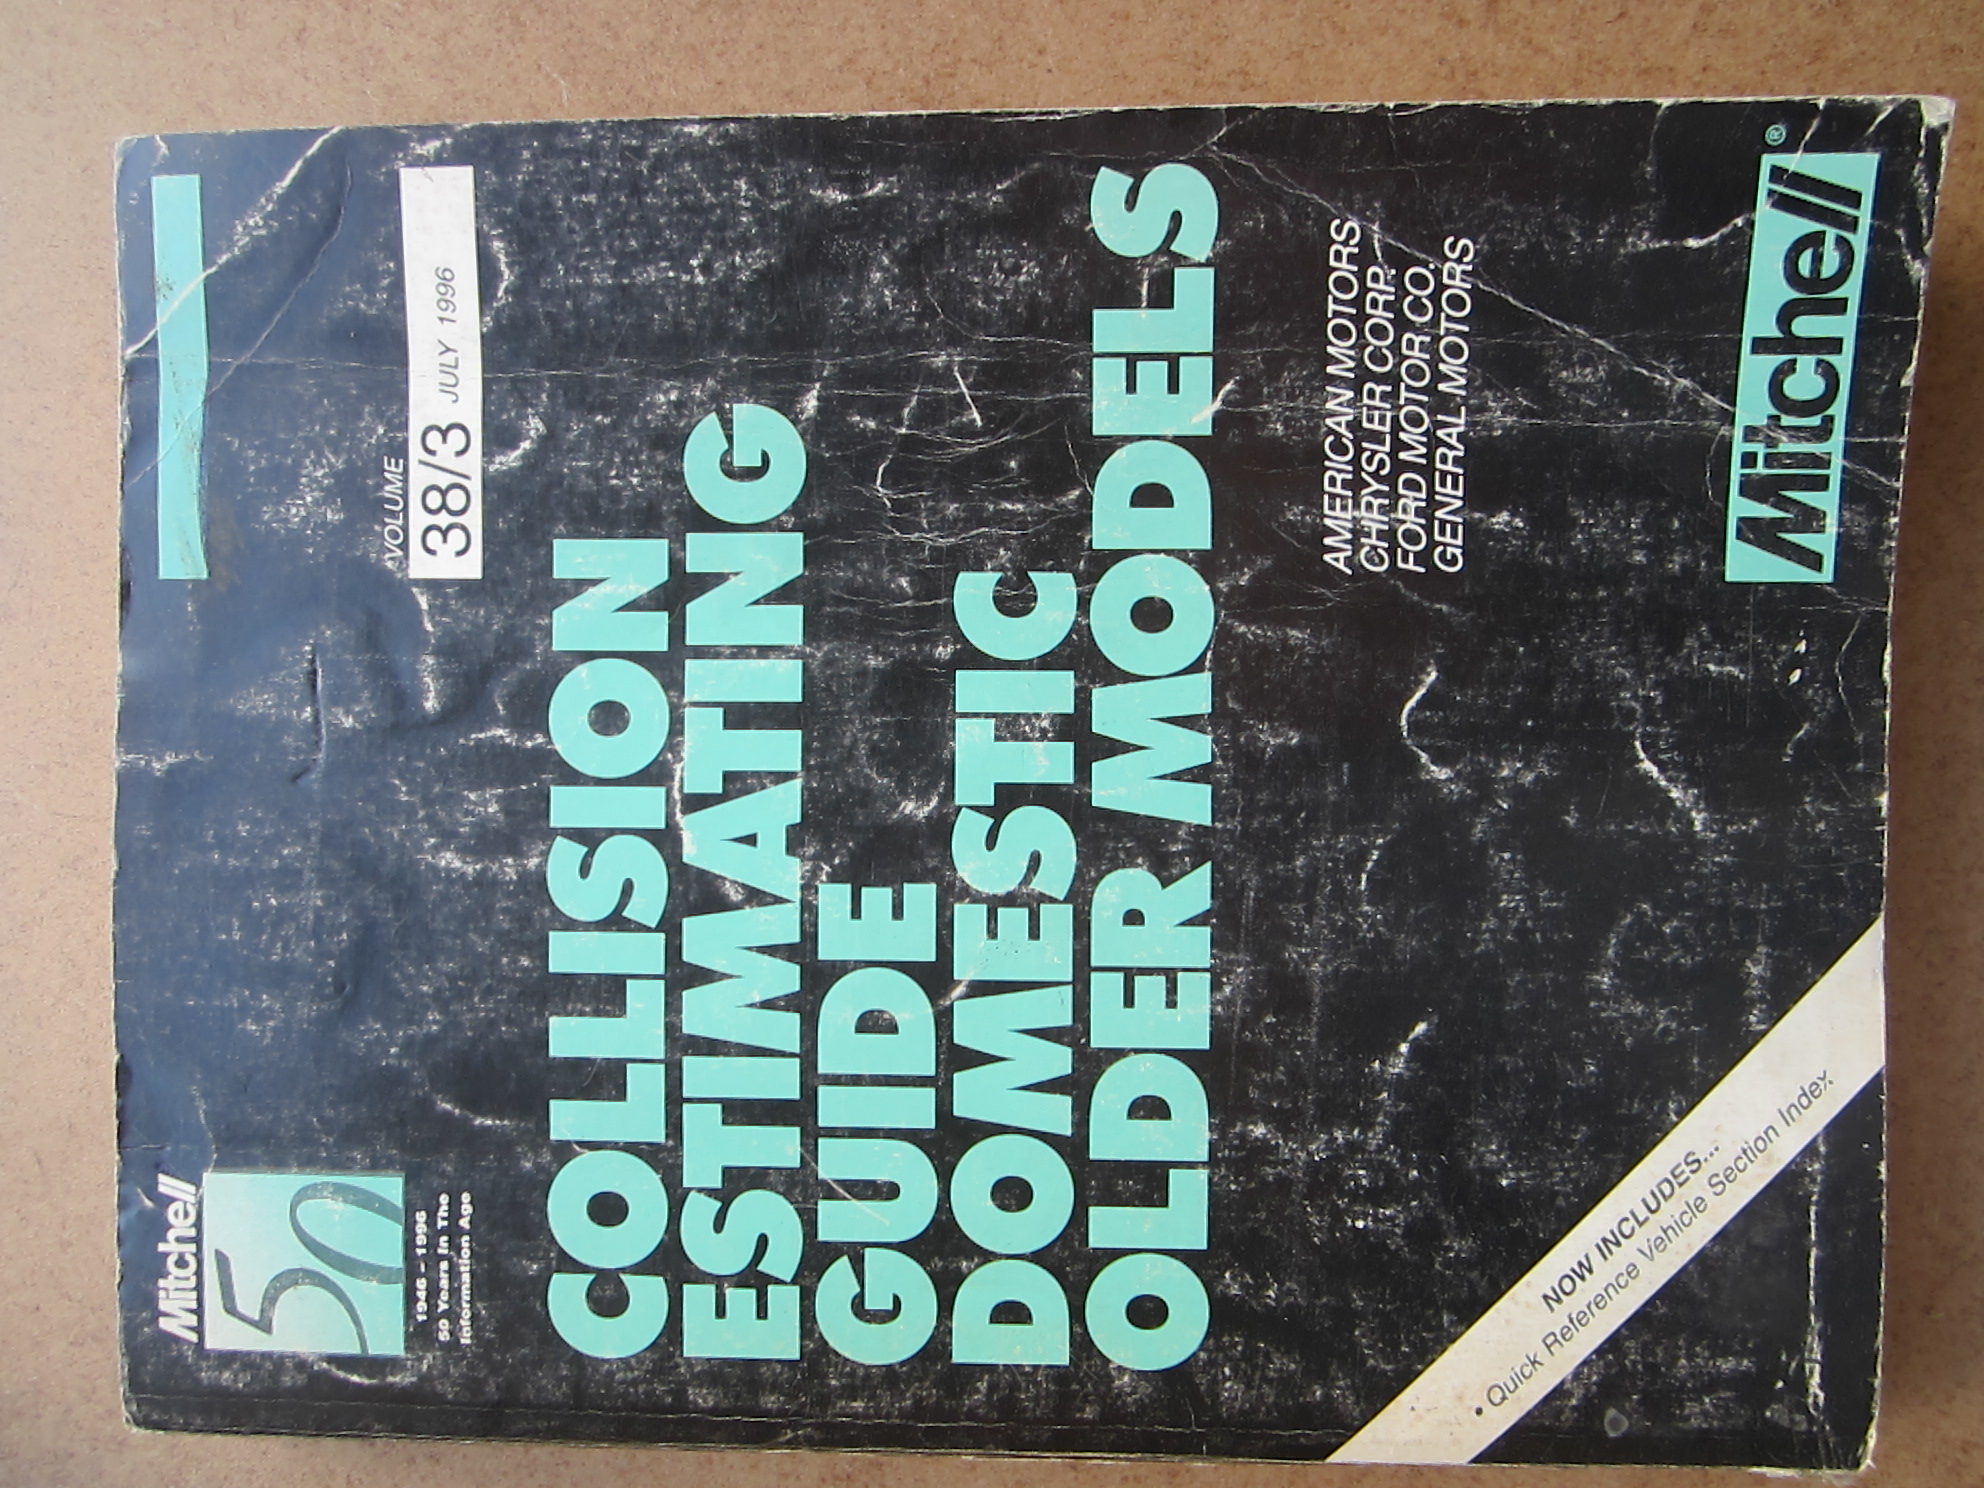 Mitchell
50
1946 – 1996
50 Years In The
Information Age
VOLUME
38/3 JULY 1996
COLLISION
ESTIMATING
GUIDE
DOMESTIC
OLDER MODELS
AMERICAN MOTORS
CHRYSLER CORP.
FORD MOTOR CO.
GENERAL MOTORS
NOW INCLUDES...
• Quick Reference Vehicle Section Index
Mitchell®